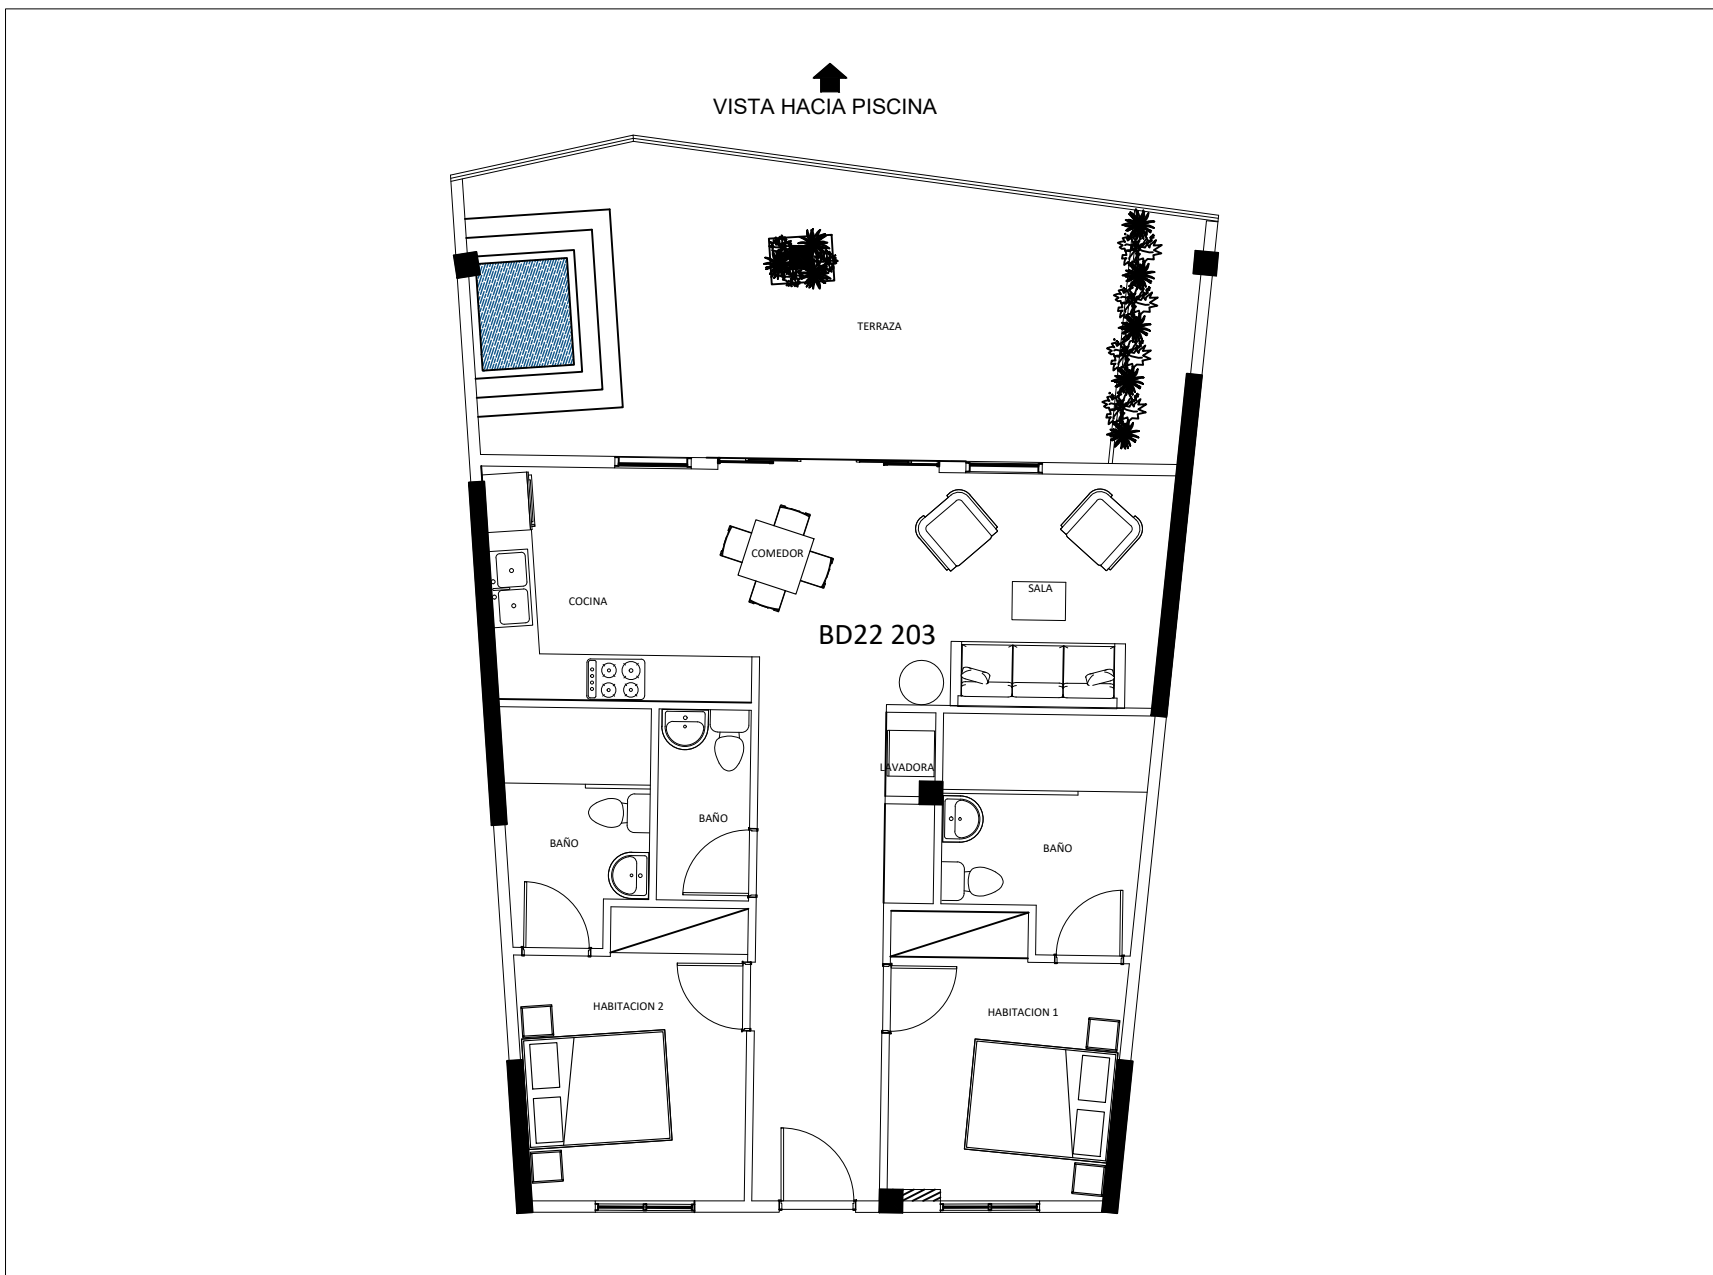 VISTA HACIA PISCINA
TERRAZA
COMEDOR
SALA
COCINA
BD22 203
LAVADORA
BAÑO
BAÑO
BAÑO
HABITACION 2
HABITACION 1